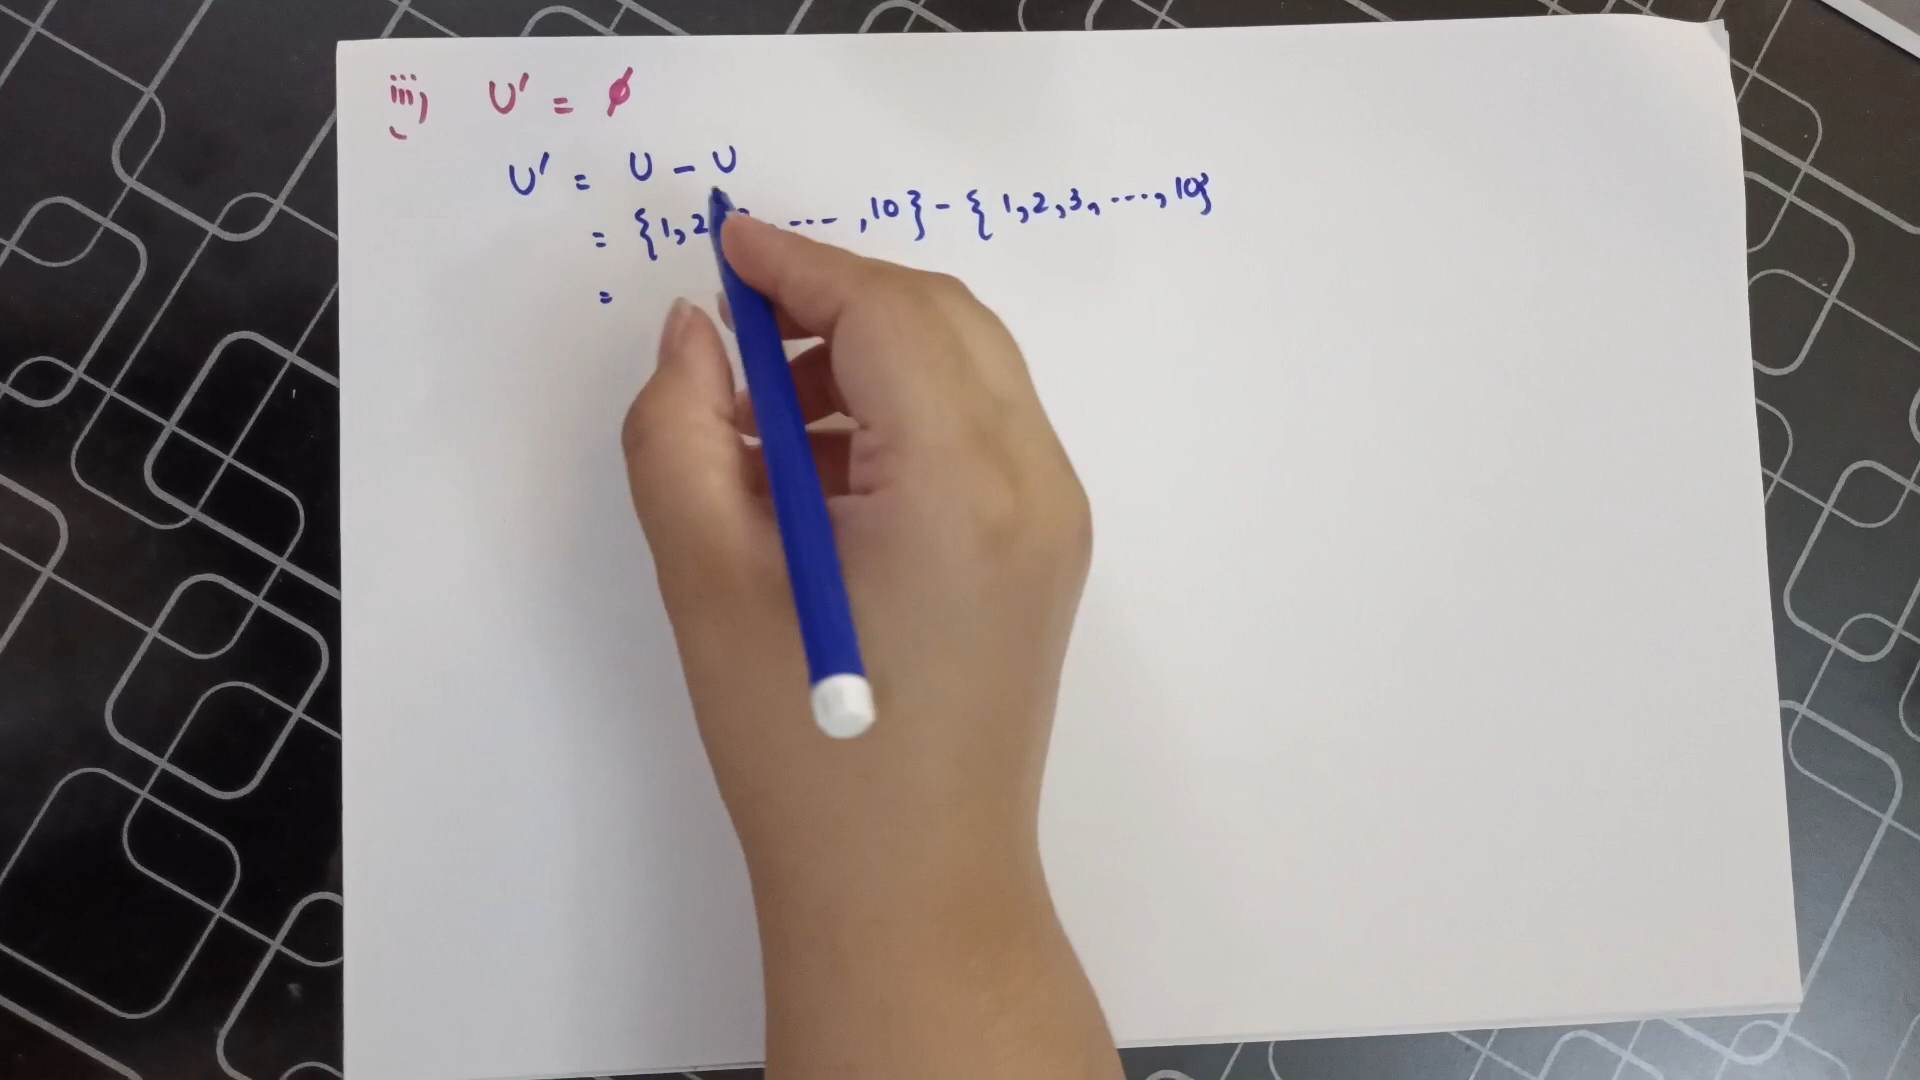 iii) U' = ϕ
U' = U - U
= {1,2, , ---- ,10} - {1,2,3, ...., 10}
=